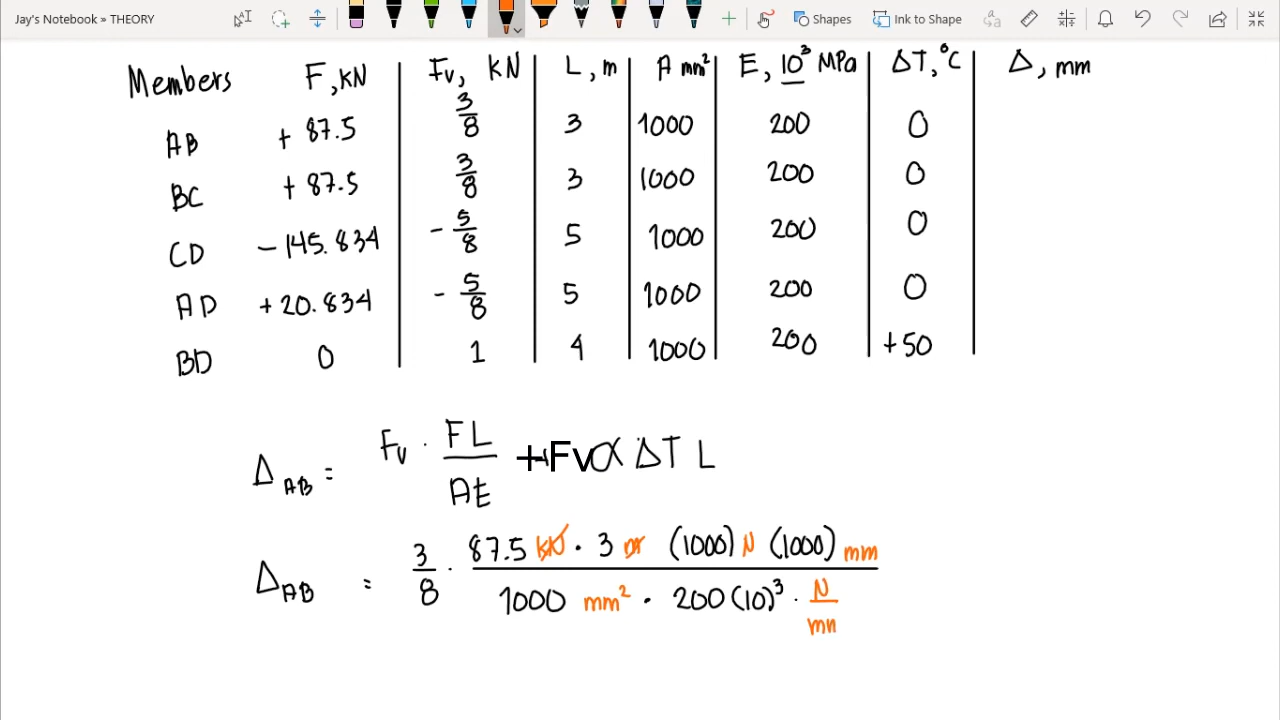 Jay's Notebook » THEORY
Shapes Ink to Shape
Members F, KN Fv, KN L, m A mm² E, 10³ MPa ΔT, °C Δ, mm
AB + 87.5 3/8 3 1000 200 0
BC + 87.5 3/8 3 1000 200 0
CD - 145.834 - 5/8 5 1000 200 0
AD + 20.834 - 5/8 5 1000 200 0
BD 0 1 4 1000 200 +50
Δ AB = Fv · FL / AE + Fv α ΔT L
Δ AB = 3/8 · 87.5 kN · 3 m (1000) N (1000) mm / 1000 mm² · 200 (10)³ · N / mm